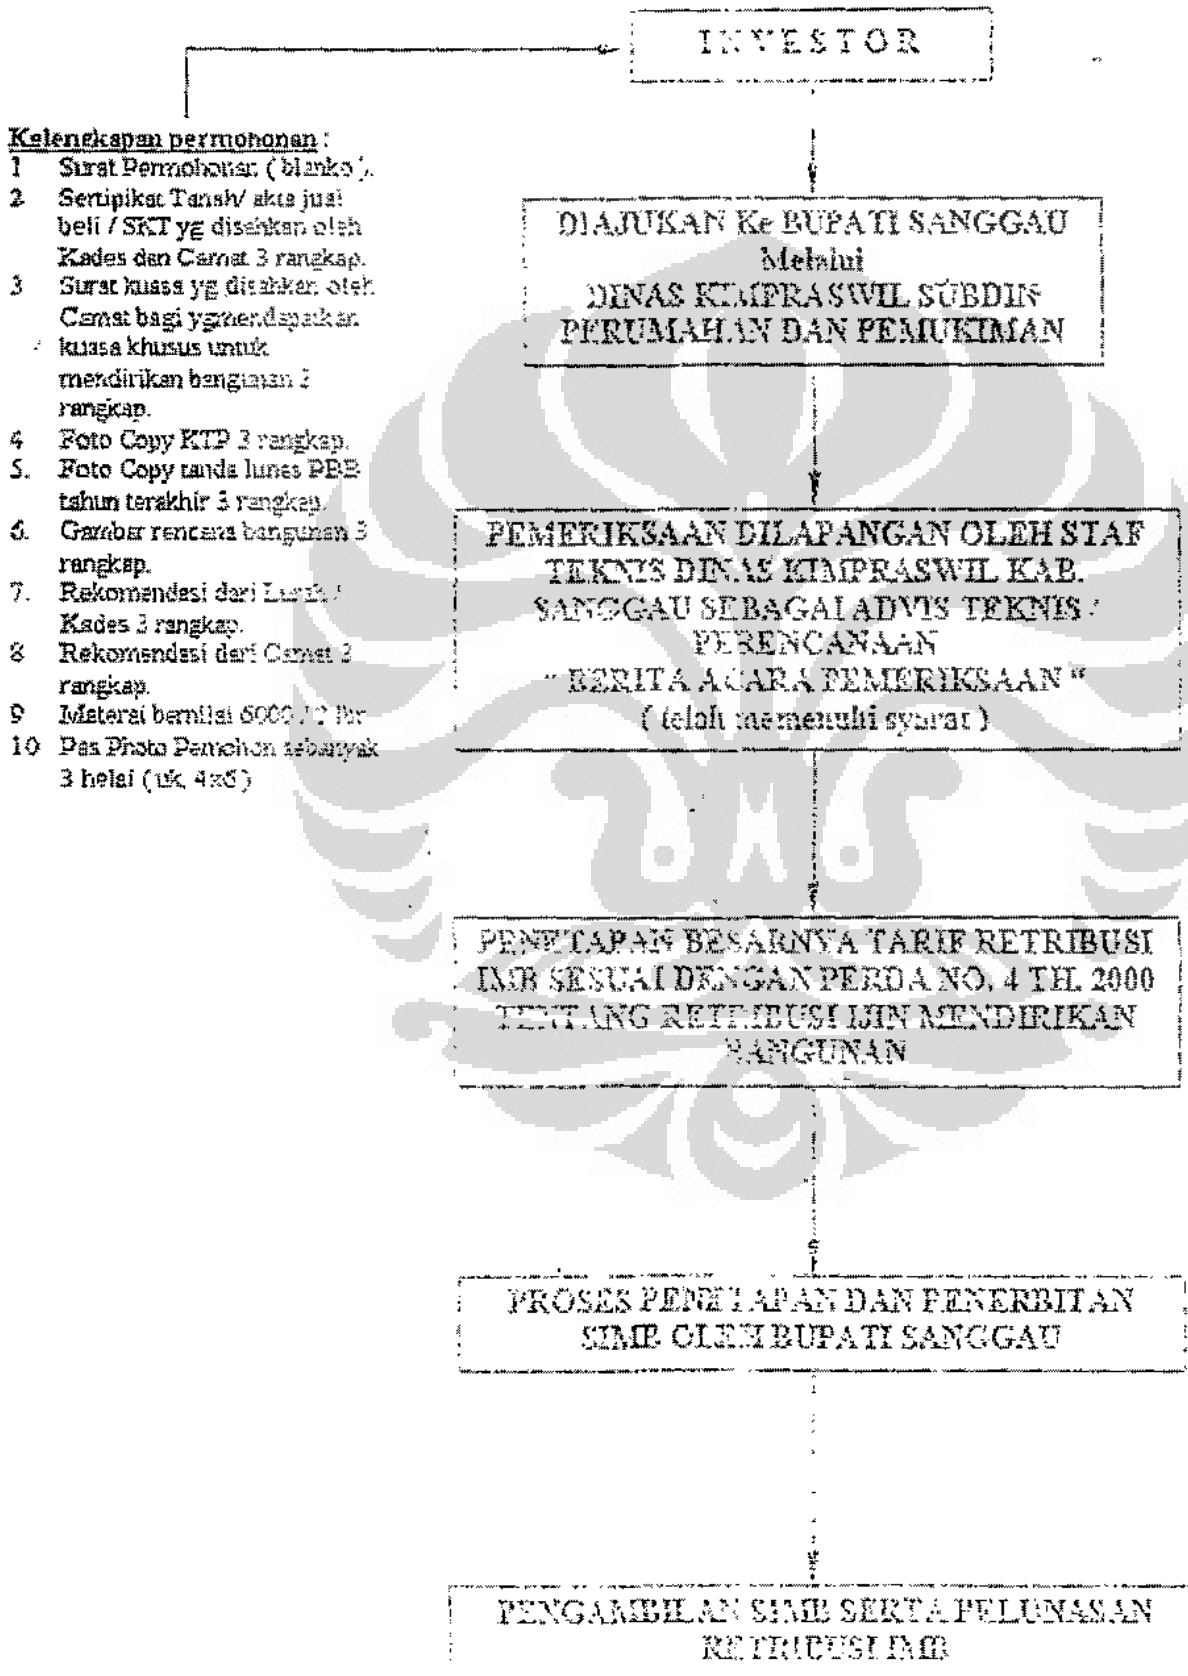 INVESTOR
Kelengkapan permohonan :
1 Surat Permohonan ( blanko ).
2 Sertipikat Tanah/ akta jual
beli / SKT yg disahkan oleh
Kades dan Camat 3 rangkap.
3 Surat kuasa yg disahkan oleh
Camat bagi ygmendapatkan
kuasa khusus untuk
mendirikan bangunan 3
rangkap.
4 Foto Copy KTP 3 rangkap.
5. Foto Copy tanda lunas PBB
tahun terakhir 3 rangkap.
6. Gambar rencana bangunan 3
rangkap.
7. Rekomendasi dari Lurah /
Kades 3 rangkap.
8 Rekomendasi dari Camat 3
rangkap.
9 Materai bernilai 6000 / 2 lbr
10 Pas Photo Pemohon sebanyak
3 helai ( uk, 4x6 )
DIAJUKAN Ke BUPATI SANGGAU
Melalui
DINAS KIMPRASWIL SUBDIN
PERUMAHAN DAN PEMUKIMAN
PEMERIKSAAN DILAPANGAN OLEH STAF
TEKNIS DINAS KIMPRASWIL KAB.
SANGGAU SEBAGAI ADVIS TEKNIS /
PERENCANAAN
" BERITA ACARA PEMERIKSAAN "
( telah memenuhi syarat )
PENETAPAN BESARNYA TARIF RETRIBUSI
IMB SESUAI DENGAN PERDA NO. 4 TH. 2000
TENTANG RETRIBUSI IJIN MENDIRIKAN
BANGUNAN
PROSES PENETAPAN DAN PENERBITAN
SIMB OLEH BUPATI SANGGAU
PENGAMBILAN SIMB SERTA PELUNASAN
RETRIBUSI IMB